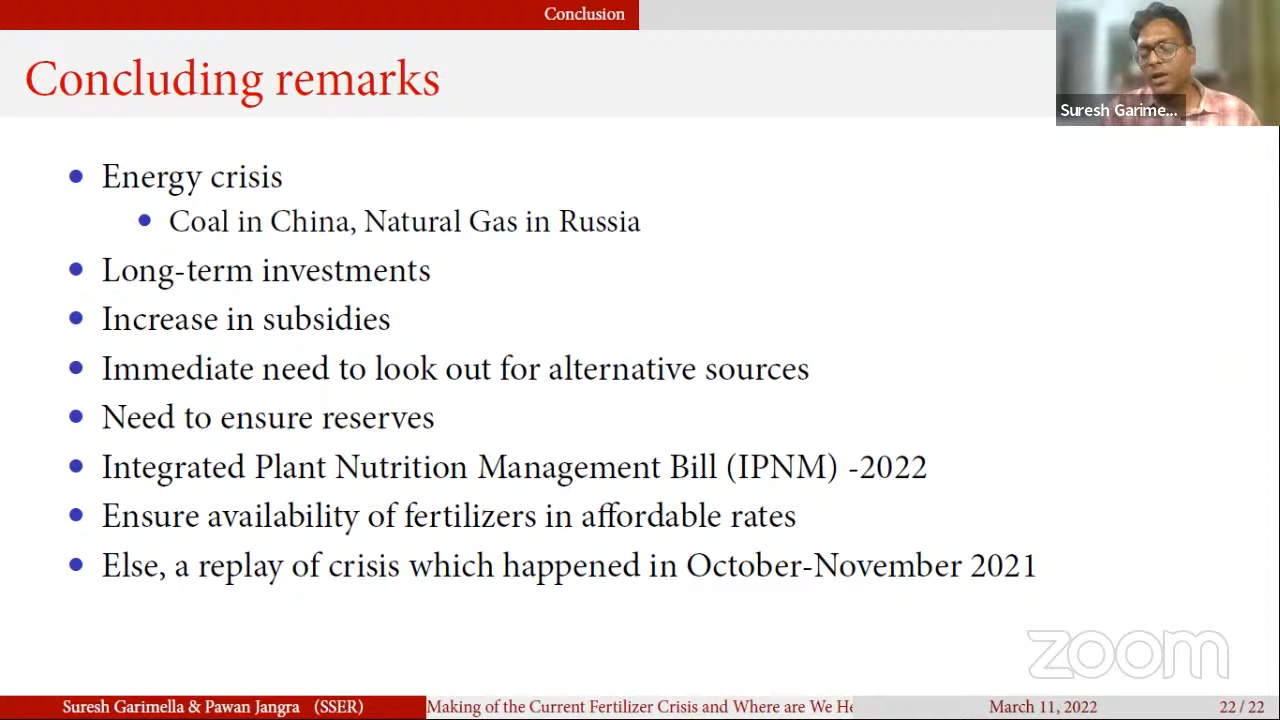 Conclusion
Concluding remarks
Suresh Garime...
Energy crisis
Coal in China, Natural Gas in Russia
Long-term investments
Increase in subsidies
Immediate need to look out for alternative sources
Need to ensure reserves
Integrated Plant Nutrition Management Bill (IPNM) -2022
Ensure availability of fertilizers in affordable rates
Else, a replay of crisis which happened in October-November 2021
zoom
Suresh Garimella & Pawan Jangra (SSER) Making of the Current Fertilizer Crisis and Where are We He March 11, 2022 22 / 22